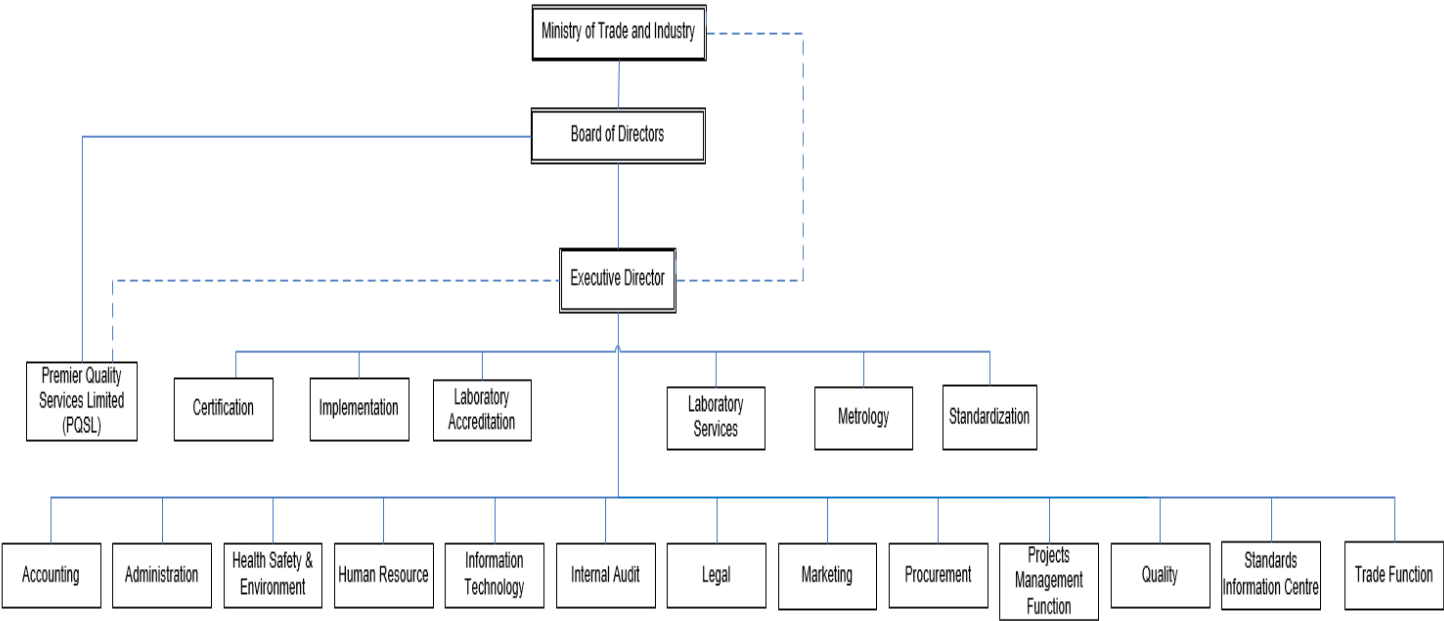 Ministry of Trade and Industry
Board of Directors
Executive Director
Premier Quality
Services Limited
(PQSL)
Certification
Implementation
Laboratory
Accreditation
Laboratory
Services
Metrology
Standardization
Accounting
Administration
Health Safety &
Environment
Human Resource
Information
Technology
Internal Audit
Legal
Marketing
Procurement
Projects
Management
Function
Quality
Standards
Information Centre
Trade Function